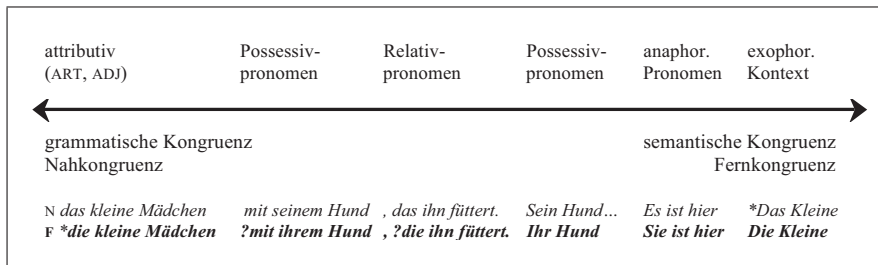 attributiv Possessiv- Relativ- Possessiv- anaphor. exophor.
(ART, ADJ) pronomen pronomen pronomen Pronomen Kontext
grammatische Kongruenz semantische Kongruenz
Nahkongruenz Fernkongruenz
N das kleine Mädchen mit seinem Hund , das ihn füttert. Sein Hund… Es ist hier *Das Kleine
F *die kleine Mädchen ?mit ihrem Hund , ?die ihn füttert. Ihr Hund Sie ist hier Die Kleine